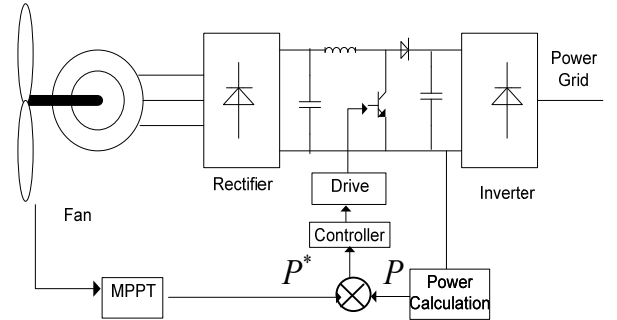 Power
Grid
Rectifier
Inverter
Drive
Fan
Controller
P*
P
MPPT
Power
Calculation